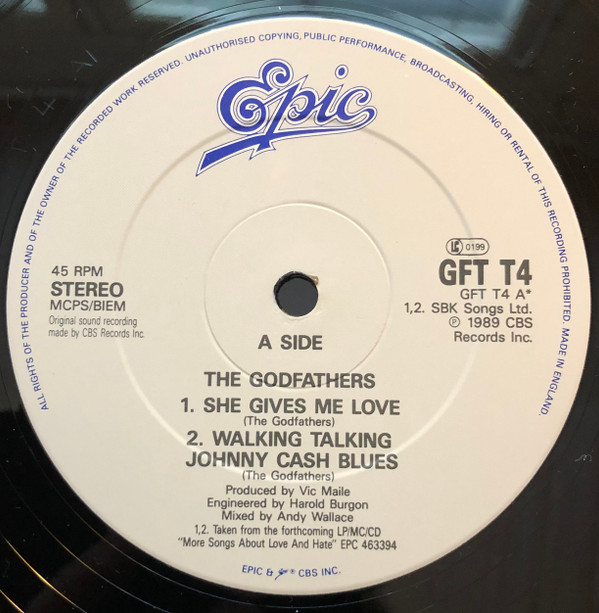 ALL RIGHTS OF THE PRODUCER AND OF THE OWNER OF THE RECORDED WORK RESERVED. UNAUTHORISED COPYING, PUBLIC PERFORMANCE, BROADCASTING, HIRING OR RENTAL OF THIS RECORDING PROHIBITED. MADE IN ENGLAND.
Epic
45 RPM
STEREO
MCPS/BIEM
Original sound recording
made by CBS Records Inc.
LC 0199
GFT T4
GFT T4 A*
1,2. SBK Songs Ltd.
℗ 1989 CBS
Records Inc.
A SIDE
THE GODFATHERS
1. SHE GIVES ME LOVE
(The Godfathers)
2. WALKING TALKING
JOHNNY CASH BLUES
(The Godfathers)
Produced by Vic Maile
Engineered by Harold Burgon
Mixed by Andy Wallace
1,2. Taken from the forthcoming LP/MC/CD
"More Songs About Love And Hate" EPC 463394
EPIC & Epic ® CBS INC.